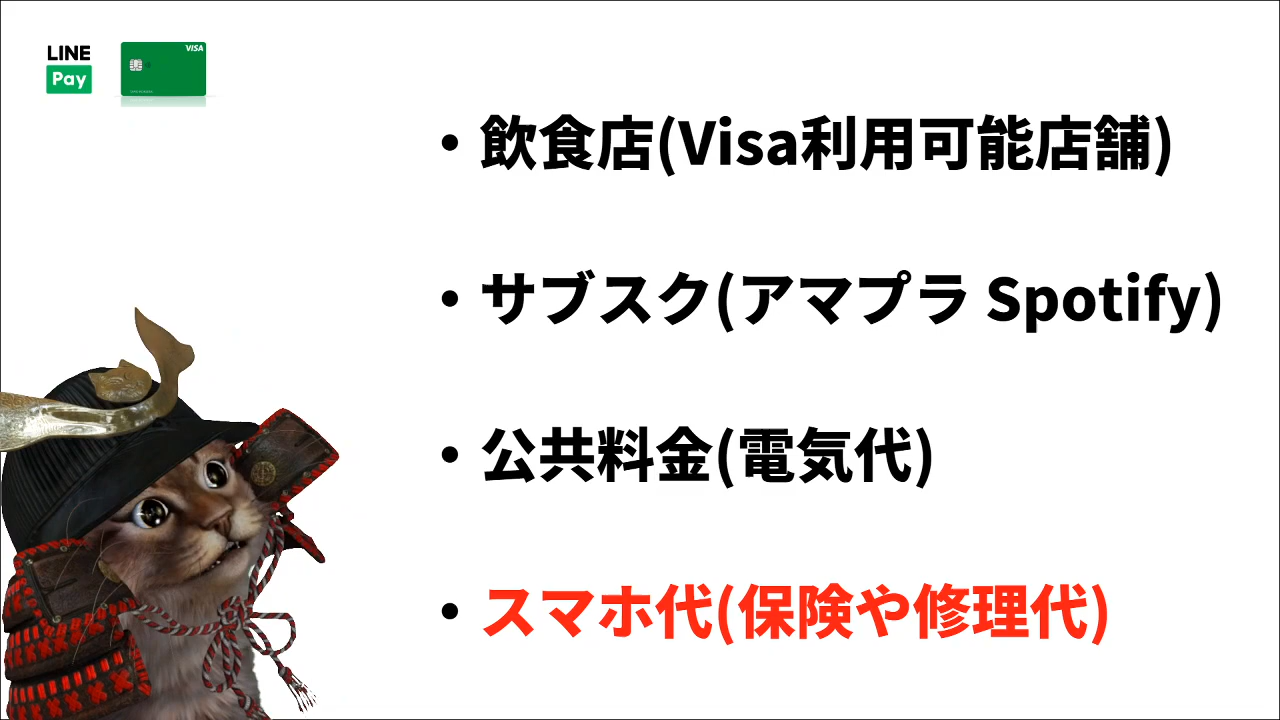 LINE
Pay
VISA
・飲食店(Visa利用可能店舗)
・サブスク(アマプラ Spotify)
・公共料金(電気代)
・スマホ代(保険や修理代)